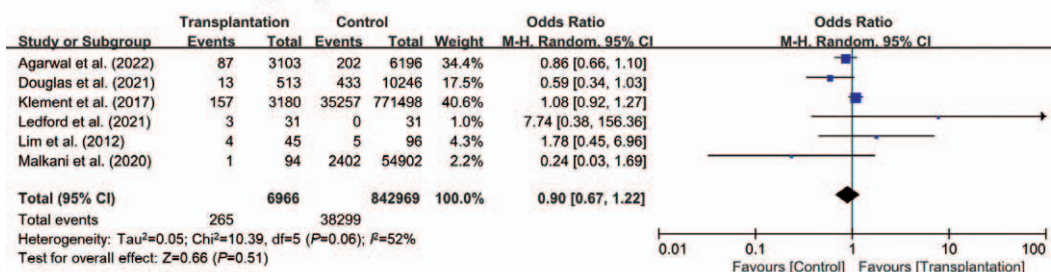 Transplantation Control Odds Ratio Odds Ratio
Study or Subgroup Events Total Events Total Weight M-H. Random. 95% CI M-H. Random. 95% CI
Agarwal et al. (2022) 87 3103 202 6196 34.4% 0.86 [0.66, 1.10]
Douglas et al. (2021) 13 513 433 10246 17.5% 0.59 [0.34, 1.03]
Klement et al. (2017) 157 3180 35257 771498 40.6% 1.08 [0.92, 1.27]
Ledford et al. (2021) 3 31 0 31 1.0% 7.74 [0.38, 156.36]
Lim et al. (2012) 4 45 5 96 4.3% 1.78 [0.45, 6.96]
Malkani et al. (2020) 1 94 2402 54902 2.2% 0.24 [0.03, 1.69]
Total (95% CI) 6966 842969 100.0% 0.90 [0.67, 1.22]
Total events 265 38299
Heterogeneity: Tau²=0.05; Chi²=10.39, df=5 (P=0.06); I²=52%
Test for overall effect: Z=0.66 (P=0.51)
0.01 0.1 1 10 100
Favours [Control] Favours [Transplantation]